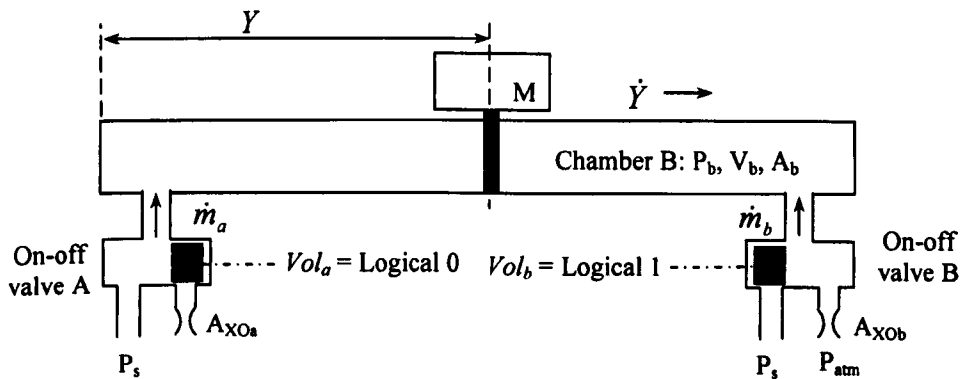 Y
M
Ẏ
Chamber B: P_b, V_b, A_b
ṁ_a
ṁ_b
On-off
valve A
Vol_a = Logical 0
Vol_b = Logical 1
On-off
valve B
A_XOa
A_XOb
P_s
P_s
P_atm